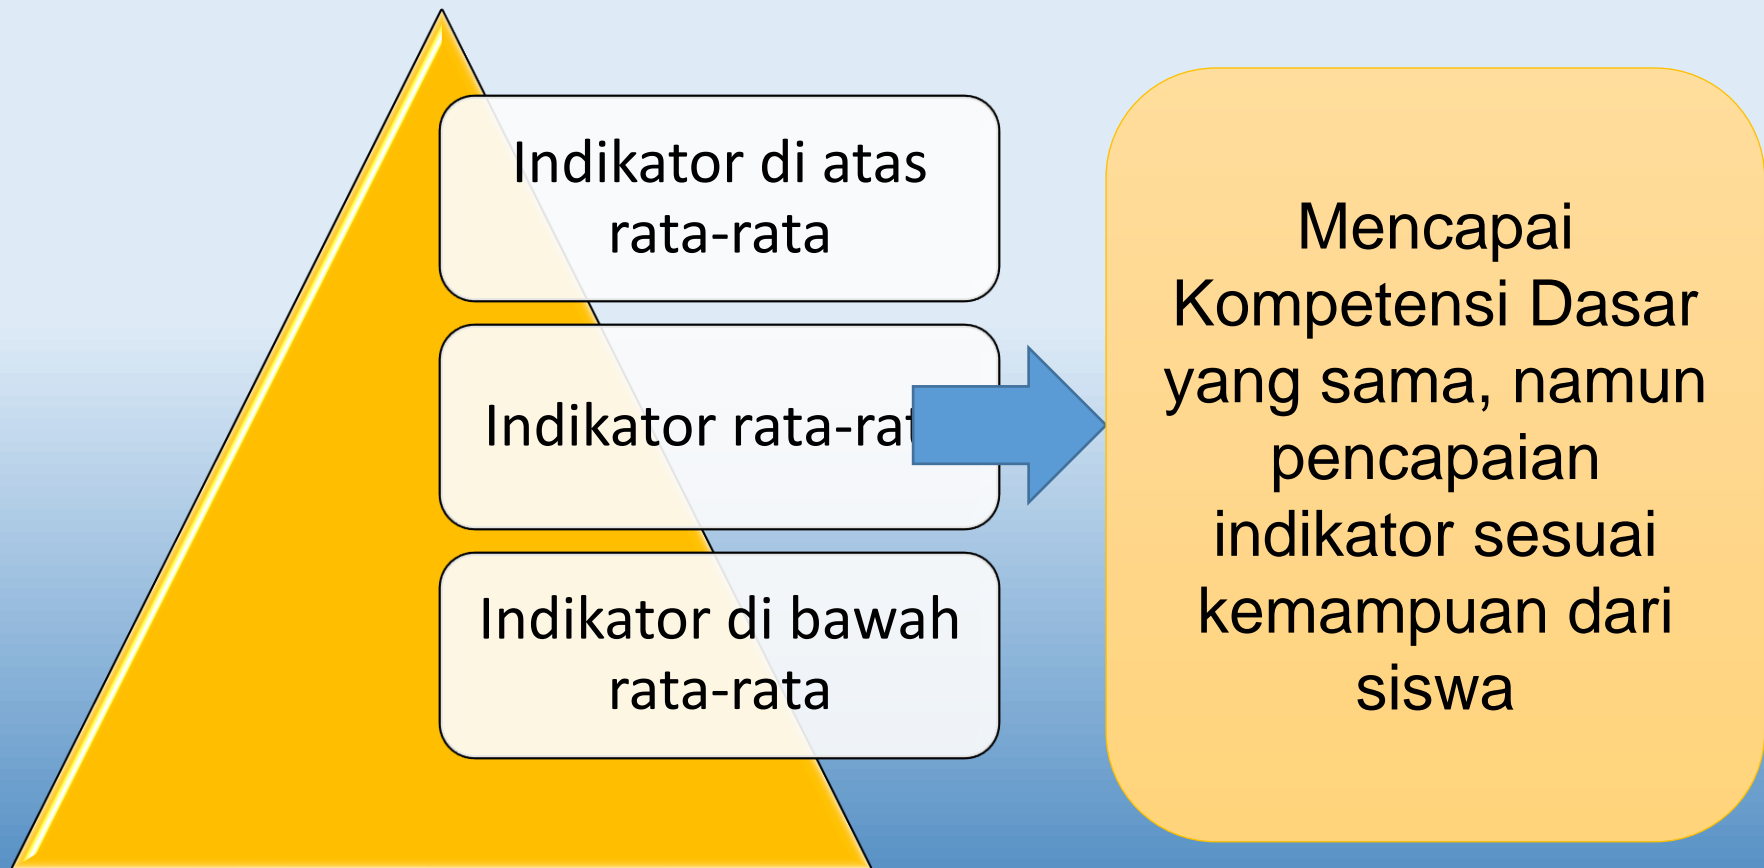 Indikator di atas
rata-rata
Indikator rata-rat
Indikator di bawah
rata-rata
Mencapai
Kompetensi Dasar
yang sama, namun
pencapaian
indikator sesuai
kemampuan dari
siswa